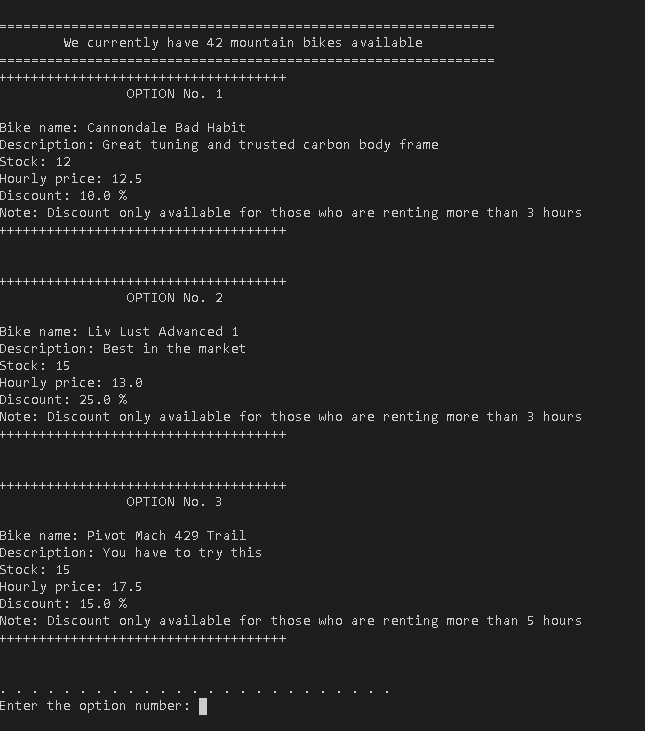 ==============================================================
We currently have 42 mountain bikes available
==============================================================
++++++++++++++++++++++++++++++++++++
OPTION No. 1
Bike name: Cannondale Bad Habit
Description: Great tuning and trusted carbon body frame
Stock: 12
Hourly price: 12.5
Discount: 10.0 %
Note: Discount only available for those who are renting more than 3 hours
++++++++++++++++++++++++++++++++++++
++++++++++++++++++++++++++++++++++++
OPTION No. 2
Bike name: Liv Lust Advanced 1
Description: Best in the market
Stock: 15
Hourly price: 13.0
Discount: 25.0 %
Note: Discount only available for those who are renting more than 3 hours
++++++++++++++++++++++++++++++++++++
++++++++++++++++++++++++++++++++++++
OPTION No. 3
Bike name: Pivot Mach 429 Trail
Description: You have to try this
Stock: 15
Hourly price: 17.5
Discount: 15.0 %
Note: Discount only available for those who are renting more than 5 hours
++++++++++++++++++++++++++++++++++++
. . . . . . . . . . . . . . . . . . . . . . . . .
Enter the option number: